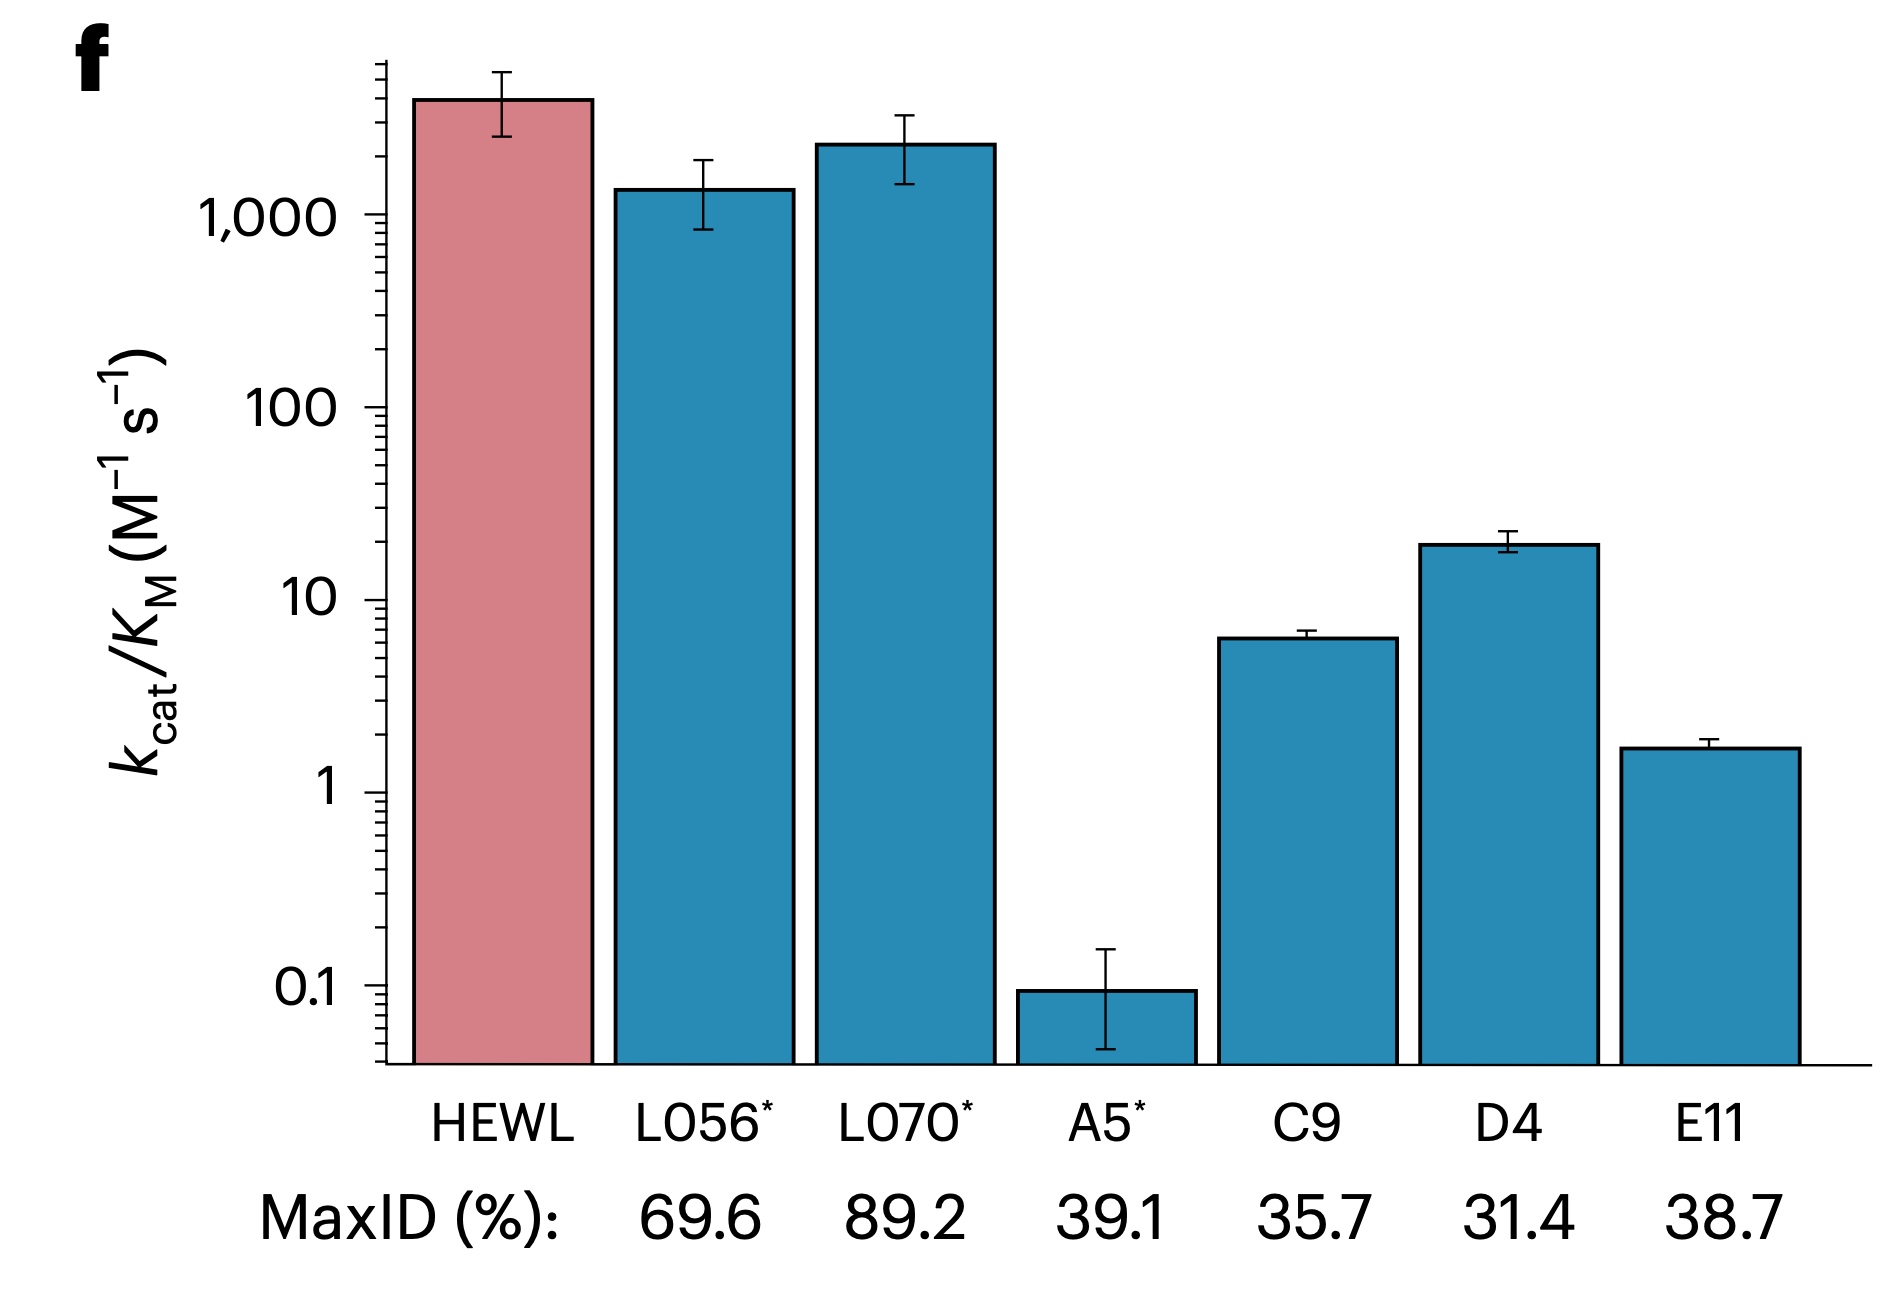 f
kcat/KM (M−1 s−1)
1,000
100
10
1
0.1
HEWL L056* L070* A5* C9 D4 E11
MaxID (%): 69.6 89.2 39.1 35.7 31.4 38.7